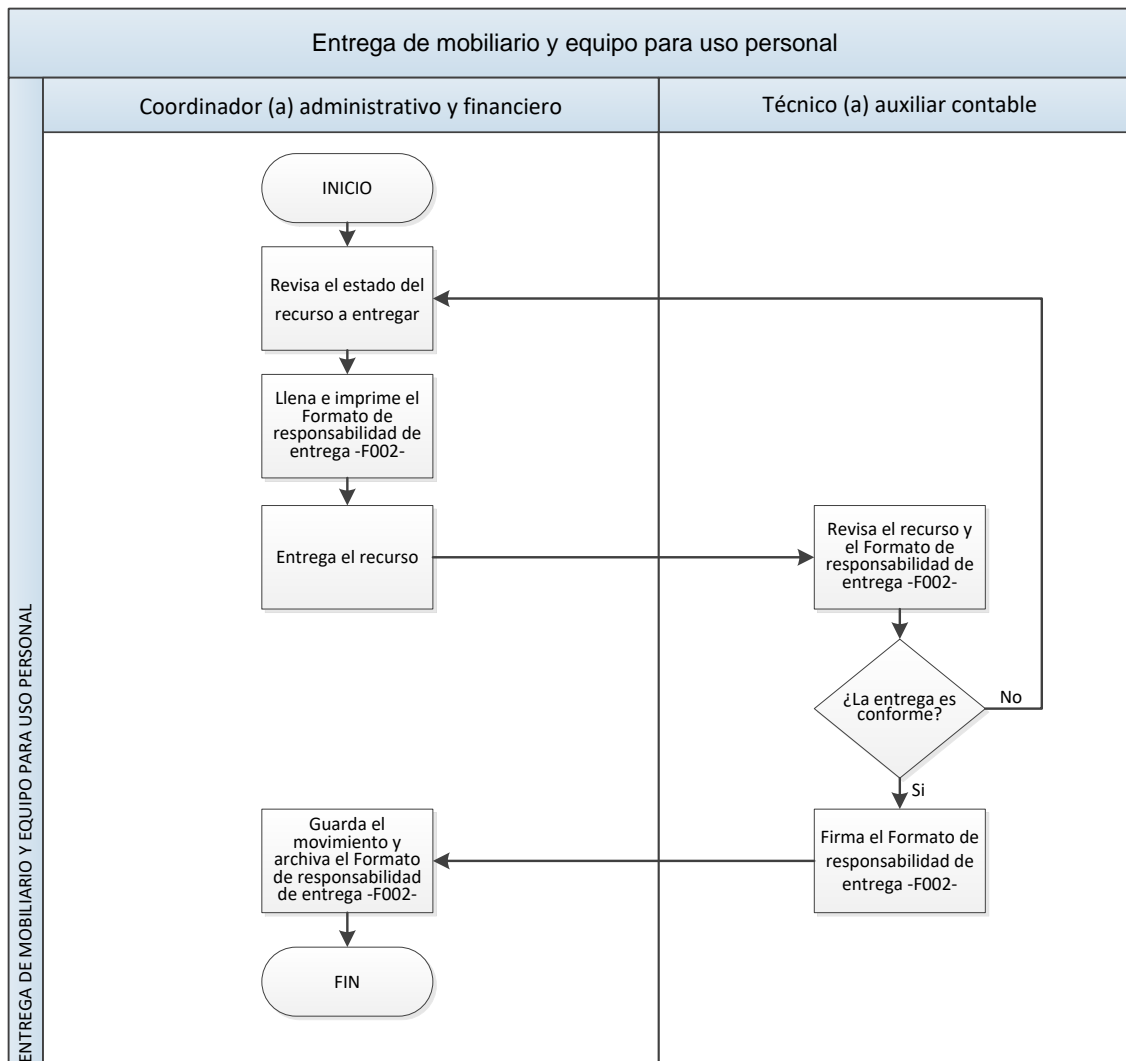 Entrega de mobiliario y equipo para uso personal
Coordinador (a) administrativo y financiero
Técnico (a) auxiliar contable
ENTREGA DE MOBILIARIO Y EQUIPO PARA USO PERSONAL
INICIO
Revisa el estado del
recurso a entregar
Llena e imprime el
Formato de
responsabilidad de
entrega -F002-
Entrega el recurso
Revisa el recurso y
el Formato de
responsabilidad de
entrega -F002-
¿La entrega es
conforme?
No
Si
Firma el Formato de
responsabilidad de
entrega -F002-
Guarda el
movimiento y
archiva el Formato
de responsabilidad
de entrega -F002-
FIN